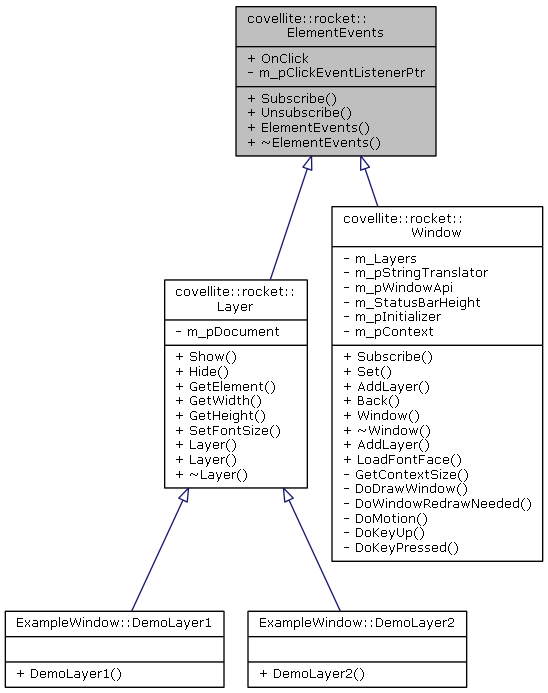 covellite::rocket::
ElementEvents
+ OnClick
- m_pClickEventListenerPtr
+ Subscribe()
+ Unsubscribe()
+ ElementEvents()
+ ~ElementEvents()
covellite::rocket::
Window
- m_Layers
- m_pStringTranslator
- m_pWindowApi
- m_StatusBarHeight
- m_pInitializer
- m_pContext
+ Subscribe()
+ Set()
+ AddLayer()
+ Back()
+ Window()
+ ~Window()
+ AddLayer()
+ LoadFontFace()
- GetContextSize()
- DoDrawWindow()
- DoWindowRedrawNeeded()
- DoMotion()
- DoKeyUp()
- DoKeyPressed()
covellite::rocket::
Layer
- m_pDocument
+ Show()
+ Hide()
+ GetElement()
+ GetWidth()
+ GetHeight()
+ SetFontSize()
+ Layer()
+ Layer()
+ ~Layer()
ExampleWindow::DemoLayer1
+ DemoLayer1()
ExampleWindow::DemoLayer2
+ DemoLayer2()